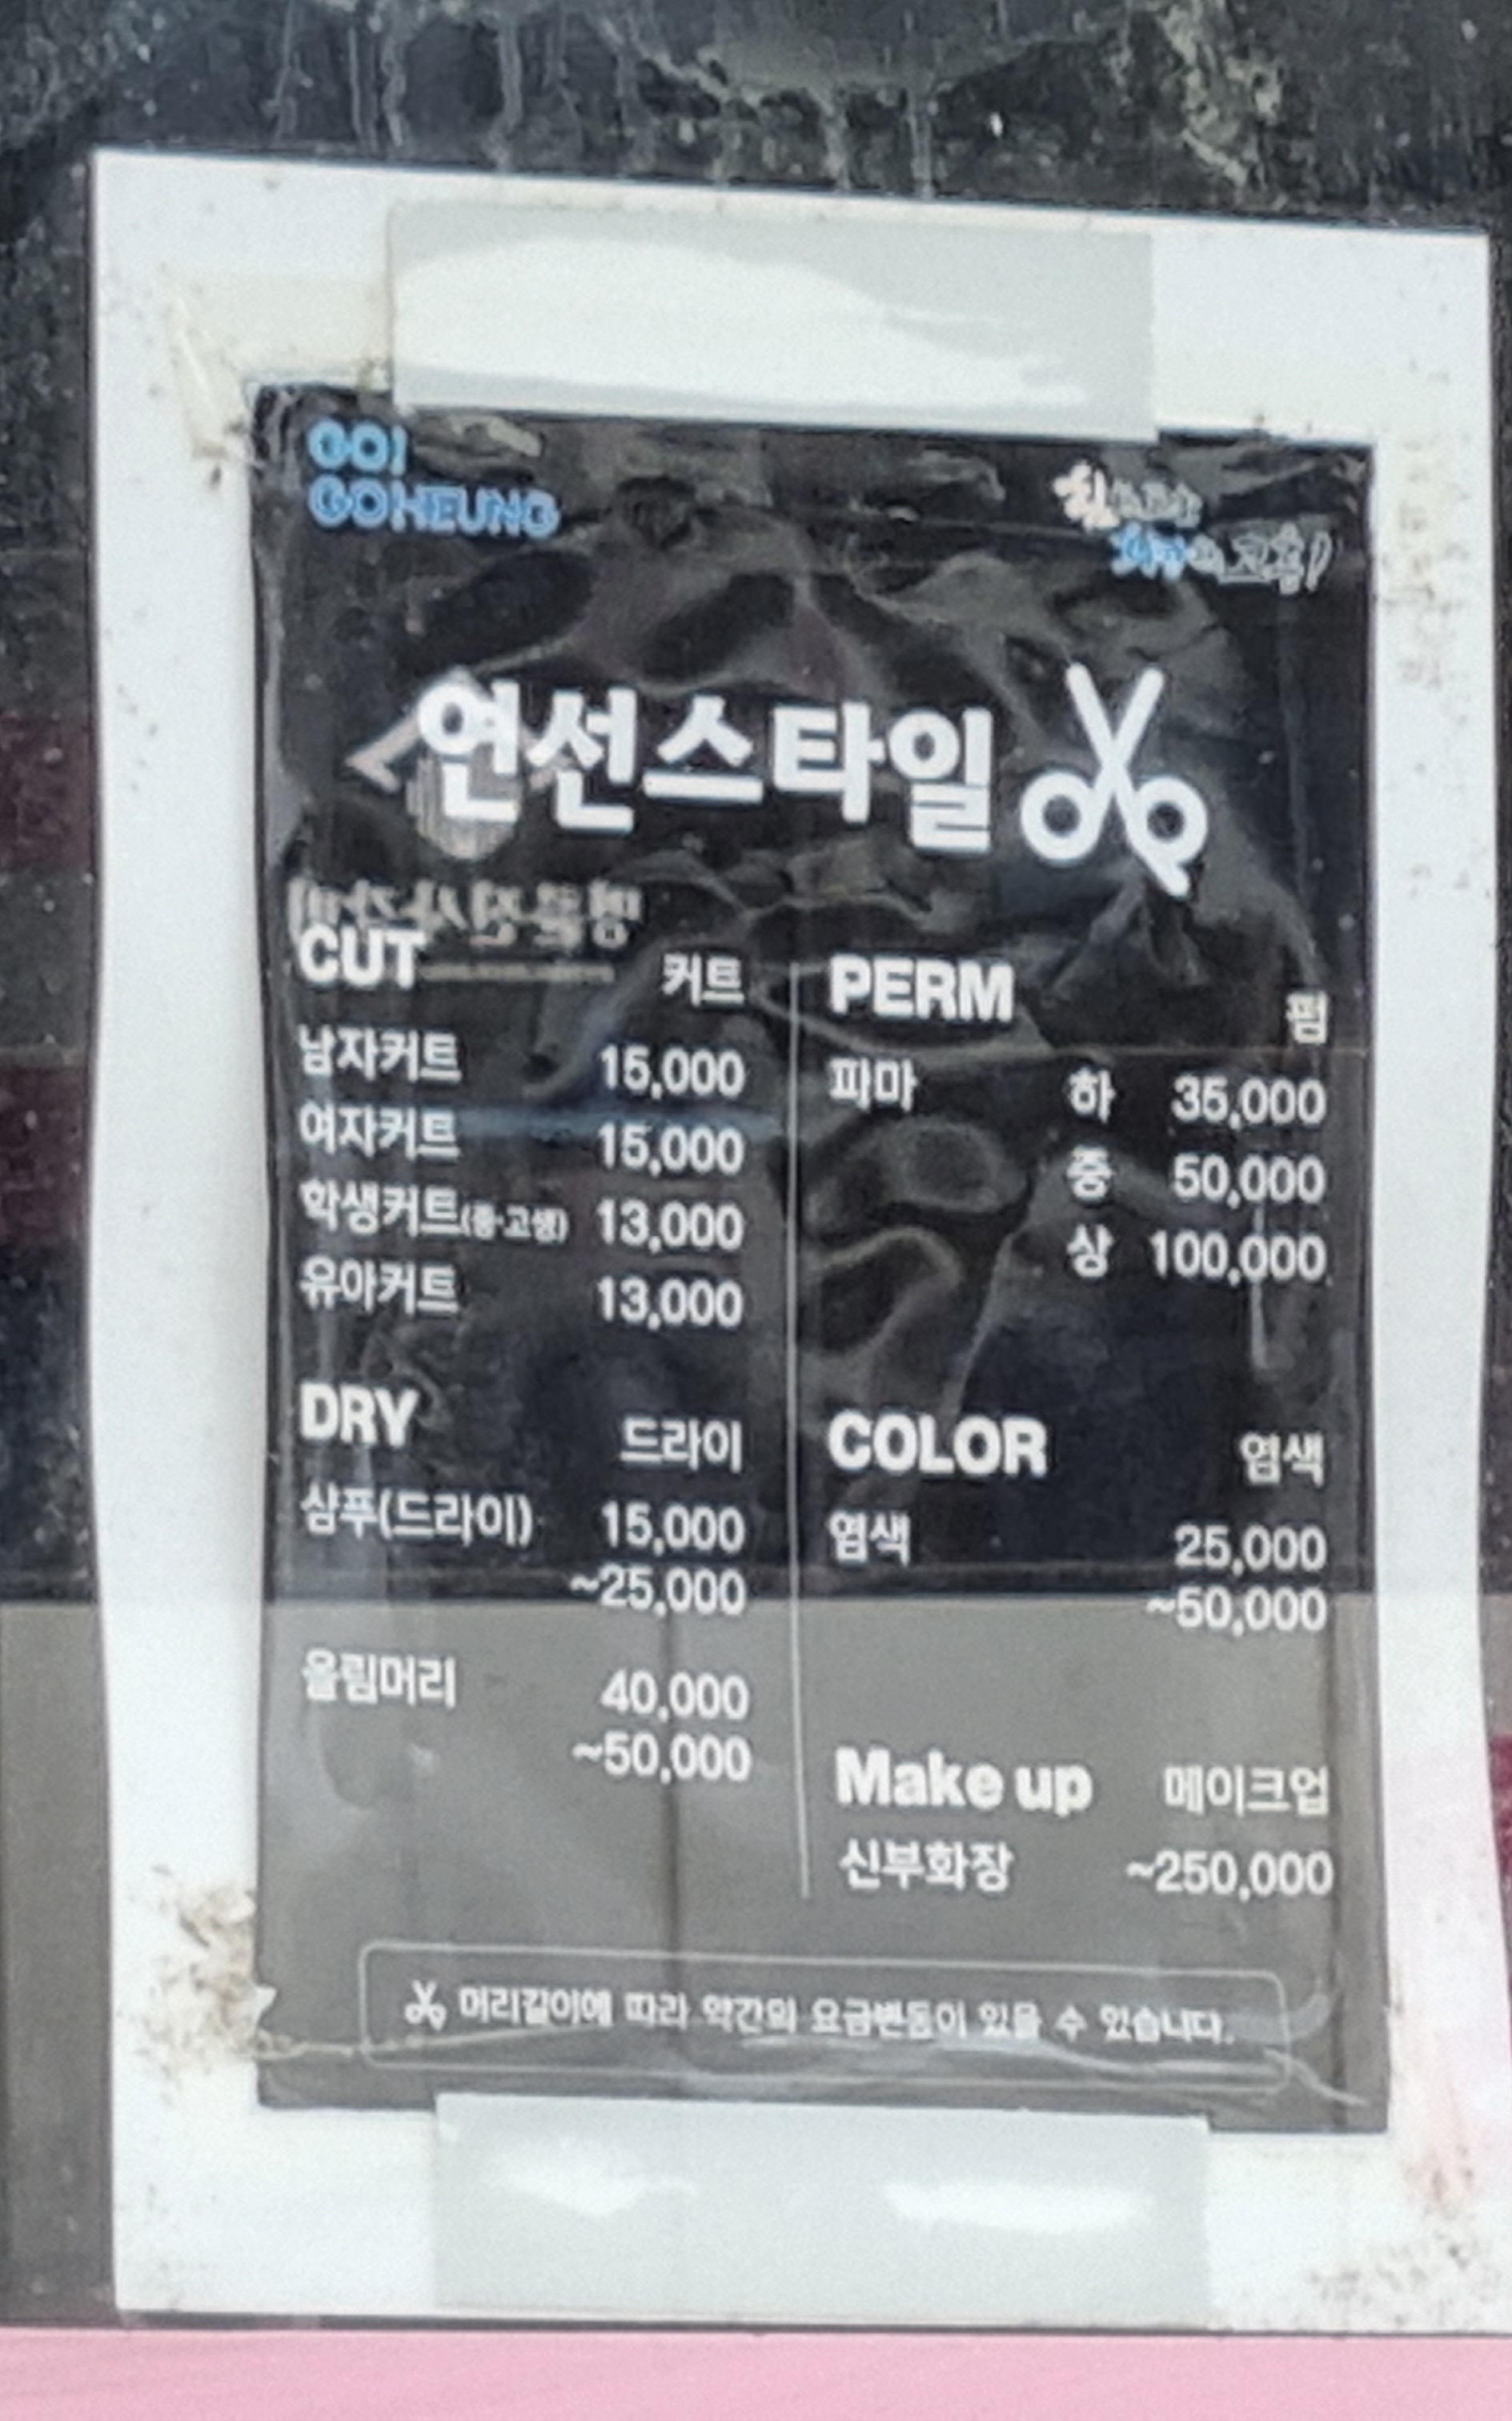 GO!
GOHEUNG
연선스타일
CUT 커트
남자커트 15,000
여자커트 15,000
학생커트(중·고생) 13,000
유아커트 13,000
DRY 드라이
샴푸(드라이) 15,000
~25,000
올림머리 40,000
~50,000
PERM 펌
파마 하 35,000
중 50,000
상 100,000
COLOR 염색
염색 25,000
~50,000
Make up 메이크업
신부화장 ~250,000
머리길이에 따라 약간의 요금변동이 있을 수 있습니다.